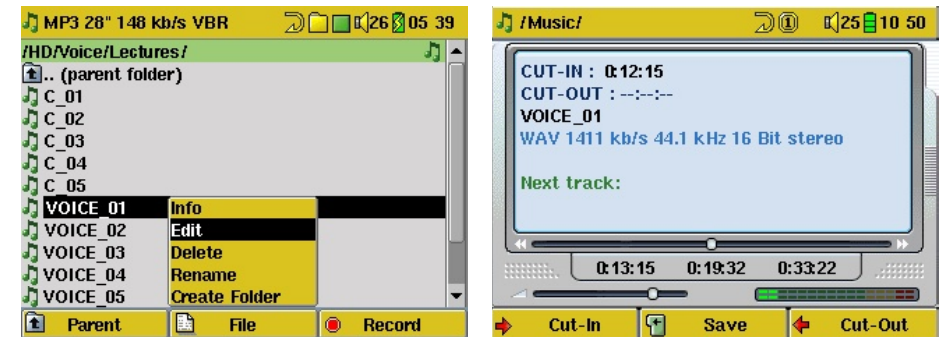 MP3 28" 148 kb/s VBR 26 05 39
/HD/Voice/Lectures/
.. (parent folder)
C_01
C_02
C_03
C_04
C_05
VOICE_01
VOICE_02
VOICE_03
VOICE_04
VOICE_05
Info
Edit
Delete
Rename
Create Folder
Parent File Record
/Music/ 1 25 10 50
CUT-IN : 0:12:15
CUT-OUT : --:--:--
VOICE_01
WAV 1411 kb/s 44.1 kHz 16 Bit stereo
Next track:
0:13:15 0:19:32 0:33:22
Cut-In Save Cut-Out